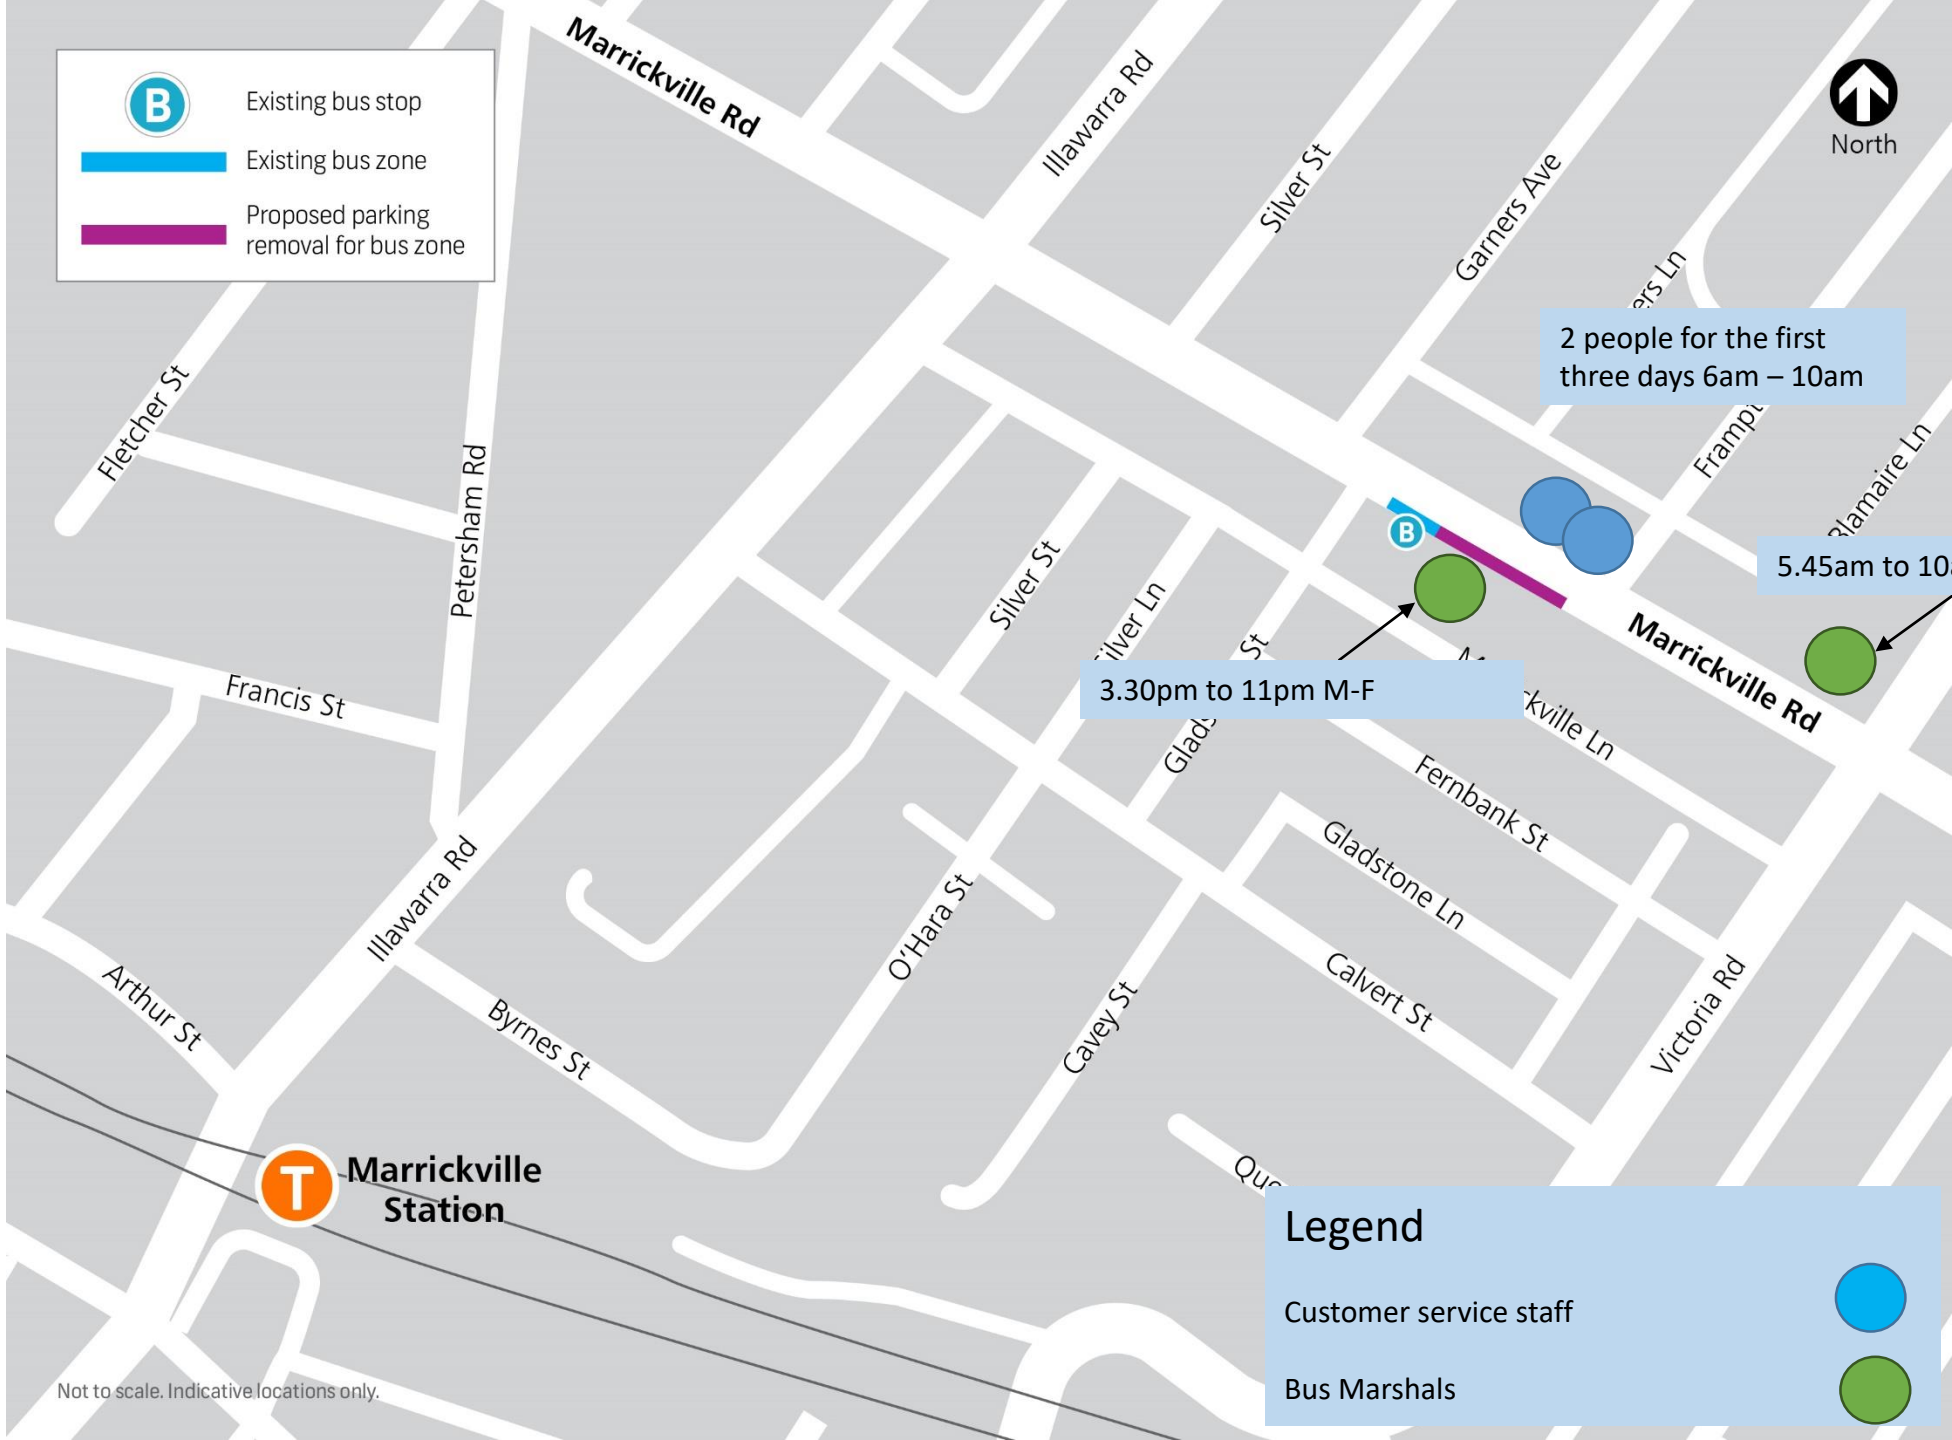 B
Existing bus stop
Existing bus zone
Proposed parking
removal for bus zone
Marrickville Rd
Illawarra Rd
Silver St
Garners Ave
North
2 people for the first
three days 6am – 10am
Fletcher St
Petersham Rd
Blamaire Ln
B
5.45am to 10a
Silver St
Marrickville Rd
3.30pm to 11pm M-F
Francis St
Fernbank St
Gladstone Ln
Illawarra Rd
O'Hara St
Calvert St
Victoria Rd
Arthur St
Byrnes St
Cavey St
T
Marrickville
Station
Legend
Customer service staff
Bus Marshals
Not to scale. Indicative locations only.